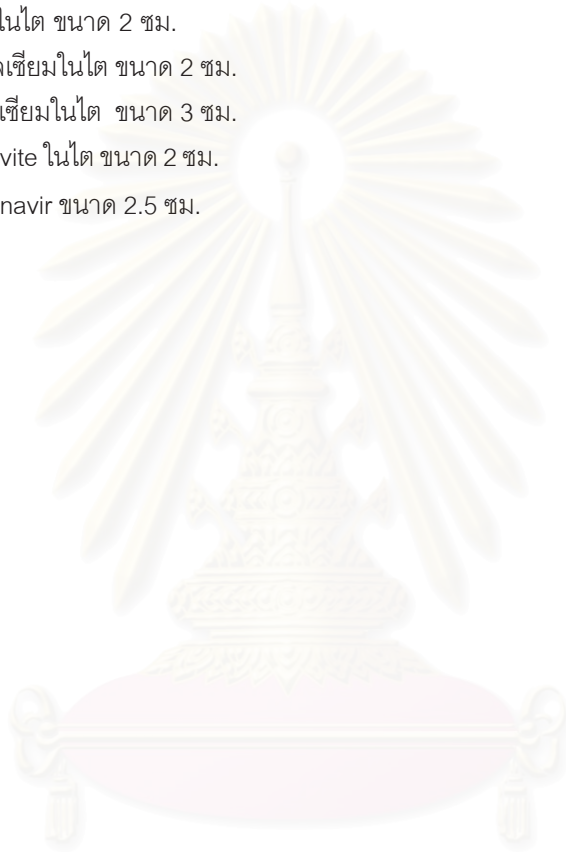 ในไต ขนาด 2 ซม.
เซียมในไต ขนาด 2 ซม.
เซียมในไต ขนาด 3 ซม.
vite ในไต ขนาด 2 ซม.
navir ขนาด 2.5 ซม.